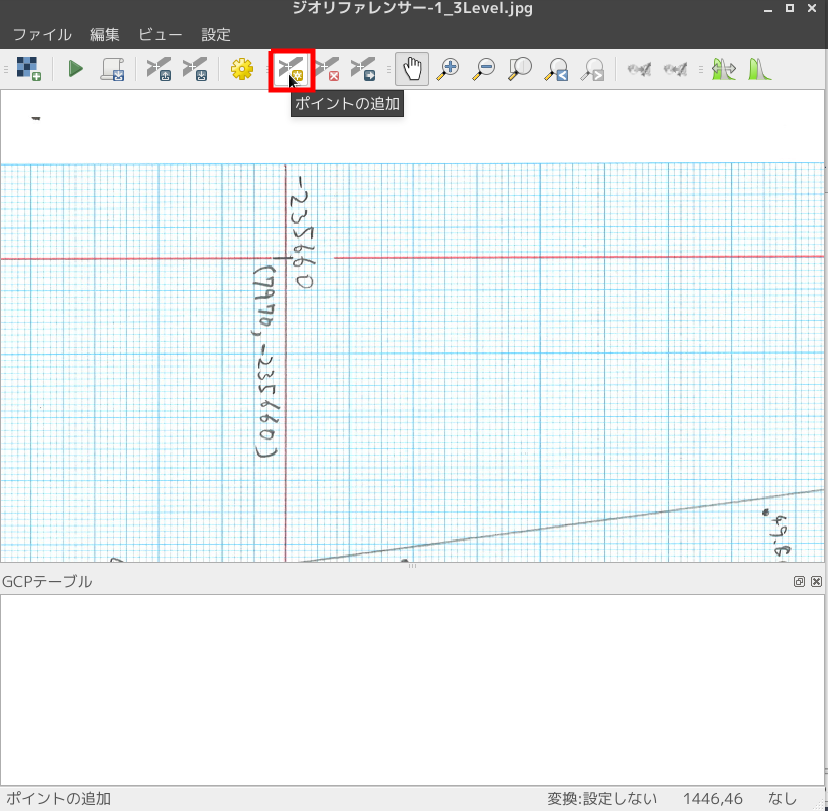 ジオリファレンサー-1_3Level.jpg
ファイル 編集 ビュー 設定
ポイントの追加
-235660
(7970, -235660)
49.8
GCPテーブル
ポイントの追加 変換:設定しない 1446,46 なし